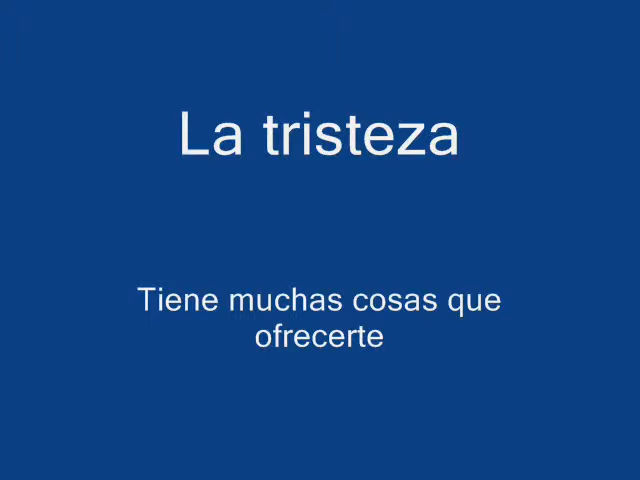 La tristeza
Tiene muchas cosas que
ofrecerte